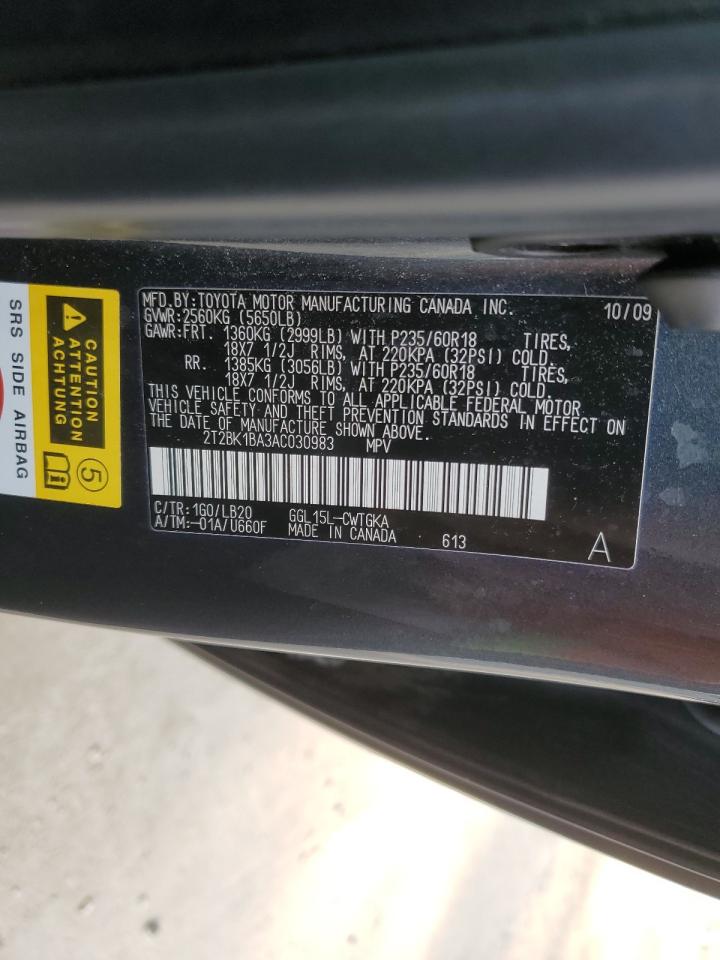 MFD.BY:TOYOTA MOTOR MANUFACTURING CANADA INC. 10/09
GVWR:2560KG (5650LB)
GAWR:FRT. 1360KG (2999LB) WITH P235/60R18 TIRES,
18X7 1/2J RIMS, AT 220KPA (32PSI) COLD.
RR. 1385KG (3056LB) WITH P235/60R18 TIRES,
18X7 1/2J RIMS, AT 220KPA (32PSI) COLD.
THIS VEHICLE CONFORMS TO ALL APPLICABLE FEDERAL MOTOR
VEHICLE SAFETY AND THEFT PREVENTION STANDARDS IN EFFECT ON
THE DATE OF MANUFACTURE SHOWN ABOVE.
2T2BK1BA3AC030983 MPV
C/TR:1G0/LB20 GGL15L-CWTGKA
A/TM:-01A/U660F MADE IN CANADA 613 A
CAUTION
ATTENTION
ACHTUNG
5
SRS SIDE AIRBAG